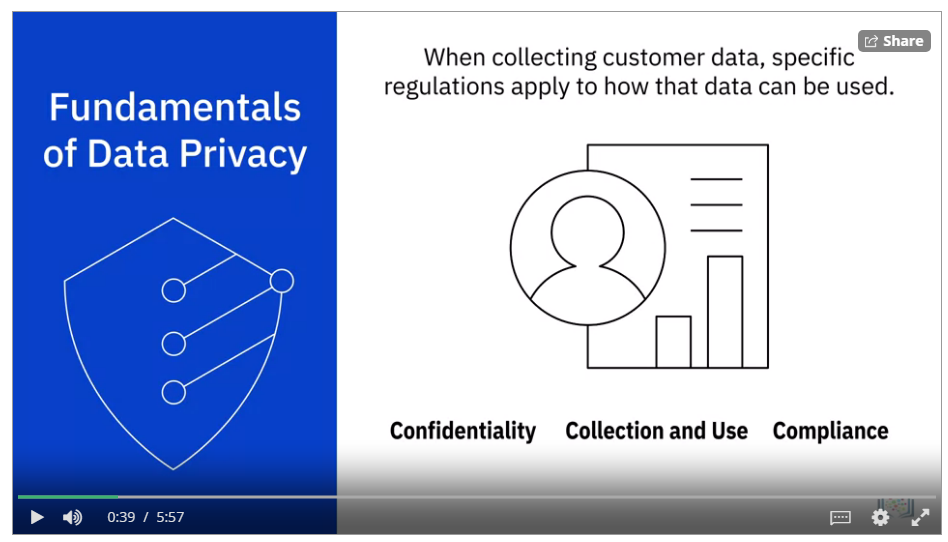 Fundamentals
of Data Privacy
Share
When collecting customer data, specific
regulations apply to how that data can be used.
Confidentiality Collection and Use Compliance
0:39 / 5:57